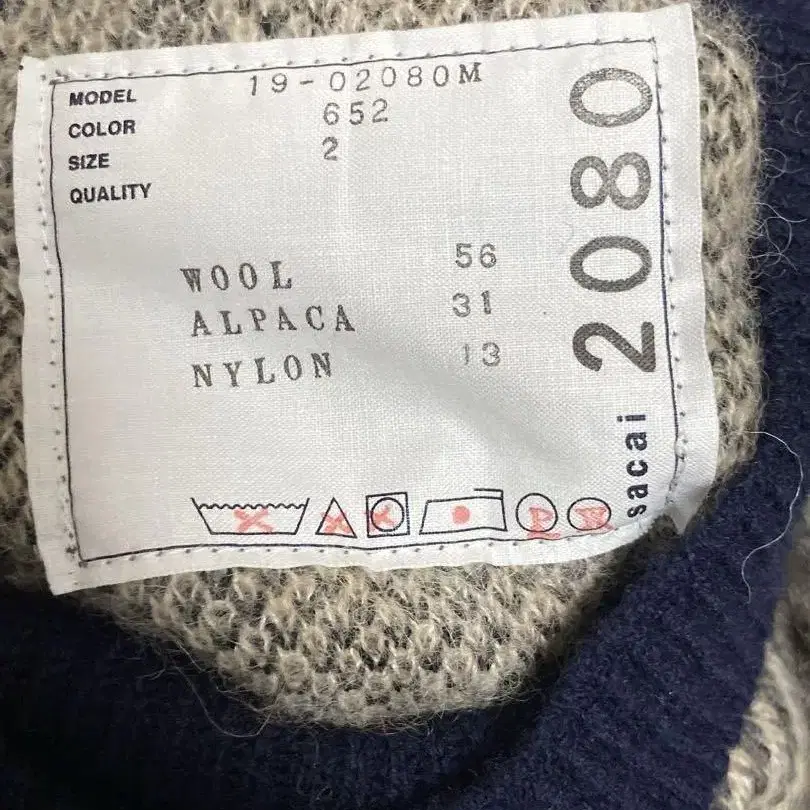 MODEL 19-02080M
COLOR 652
SIZE 2
QUALITY
WOOL 56
ALPACA 31
NYLON 13
P W
sacai 2080